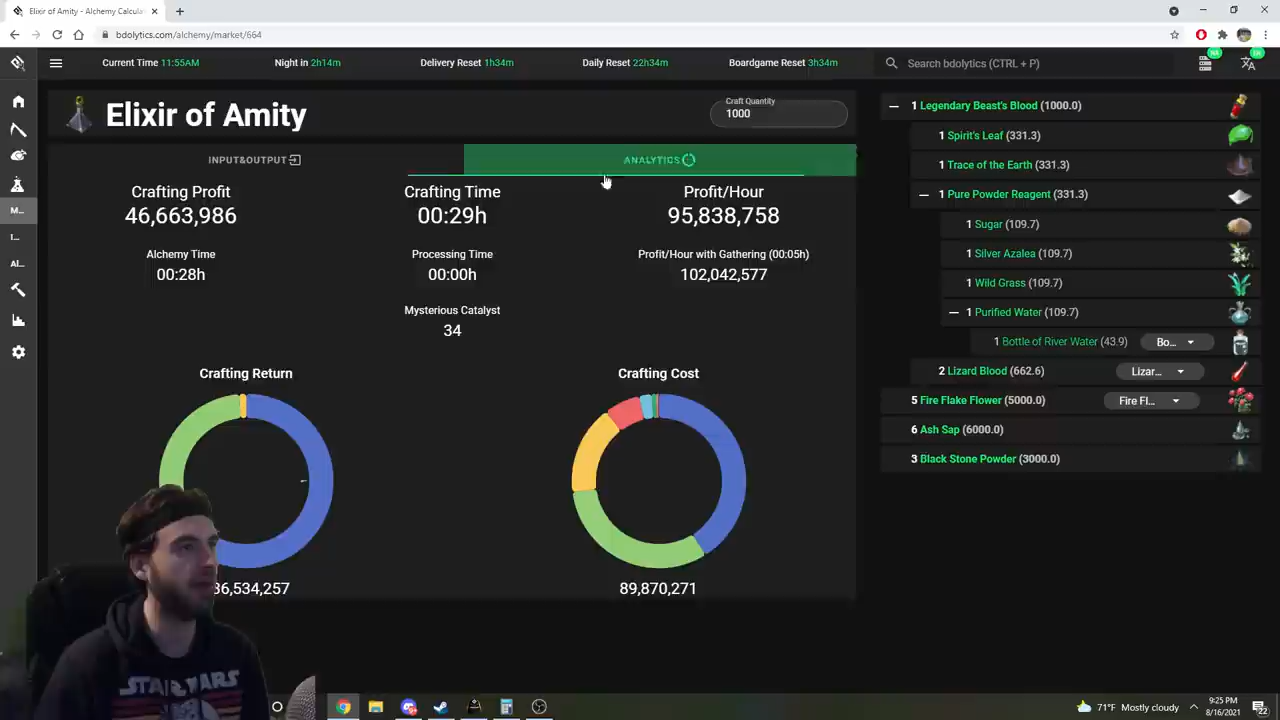 Elixir of Amity - Alchemy Calcula
bdolytics.com/alchemy/market/664
Current Time 11:55AM
Night in 2h14m
Delivery Reset 1h34m
Daily Reset 22h34m
Boardgame Reset 3h34m
Search bdolytics (CTRL + P)
NA
EN
Elixir of Amity
Craft Quantity
1000
INPUT&OUTPUT
ANALYTICS
M...
I...
Al...
Crafting Profit
46,663,986
Crafting Time
00:29h
Profit/Hour
95,838,758
Alchemy Time
00:28h
Processing Time
00:00h
Profit/Hour with Gathering (00:05h)
102,042,577
Mysterious Catalyst
34
Crafting Return
36,534,257
Crafting Cost
89,870,271
1 Legendary Beast's Blood (1000.0)
1 Spirit's Leaf (331.3)
1 Trace of the Earth (331.3)
1 Pure Powder Reagent (331.3)
1 Sugar (109.7)
1 Silver Azalea (109.7)
1 Wild Grass (109.7)
1 Purified Water (109.7)
1 Bottle of River Water (43.9) Bo...
2 Lizard Blood (662.6) Lizar...
5 Fire Flake Flower (5000.0) Fire Fl...
6 Ash Sap (6000.0)
3 Black Stone Powder (3000.0)
STAR WARS
71°F Mostly cloudy
9:25 PM
8/16/2021
22